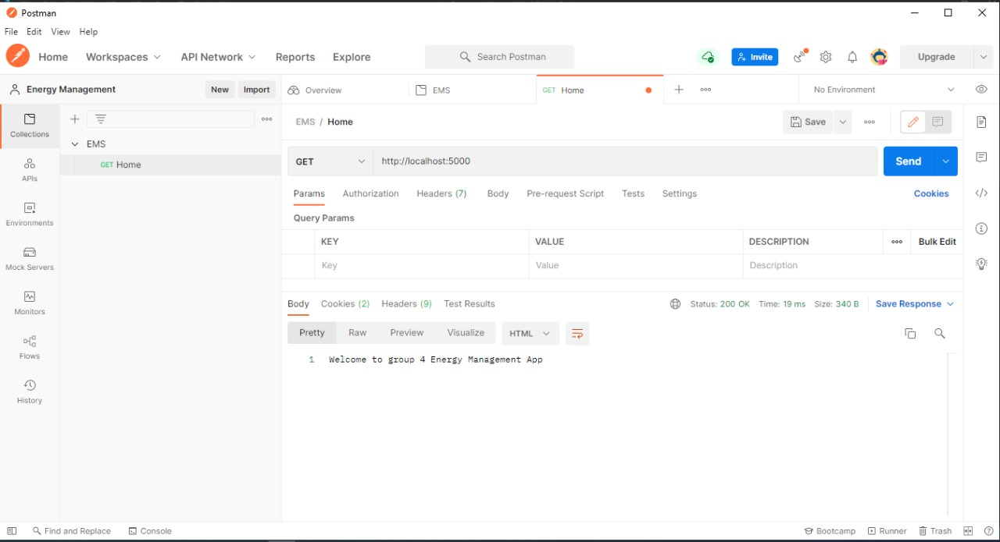 Postman
File Edit View Help
Home Workspaces API Network Reports Explore Search Postman Invite Upgrade
Energy Management New Import Overview EMS GET Home No Environment
Collections
APIs
Environments
Mock Servers
Monitors
Flows
History
EMS
GET Home
EMS / Home Save
GET http://localhost:5000 Send
Params Authorization Headers (7) Body Pre-request Script Tests Settings Cookies
Query Params
KEY VALUE DESCRIPTION Bulk Edit
Key Value Description
Body Cookies (2) Headers (9) Test Results Status: 200 OK Time: 19 ms Size: 340 B Save Response
Pretty Raw Preview Visualize HTML
1 Welcome to group 4 Energy Management App
Find and Replace Console Bootcamp Runner Trash